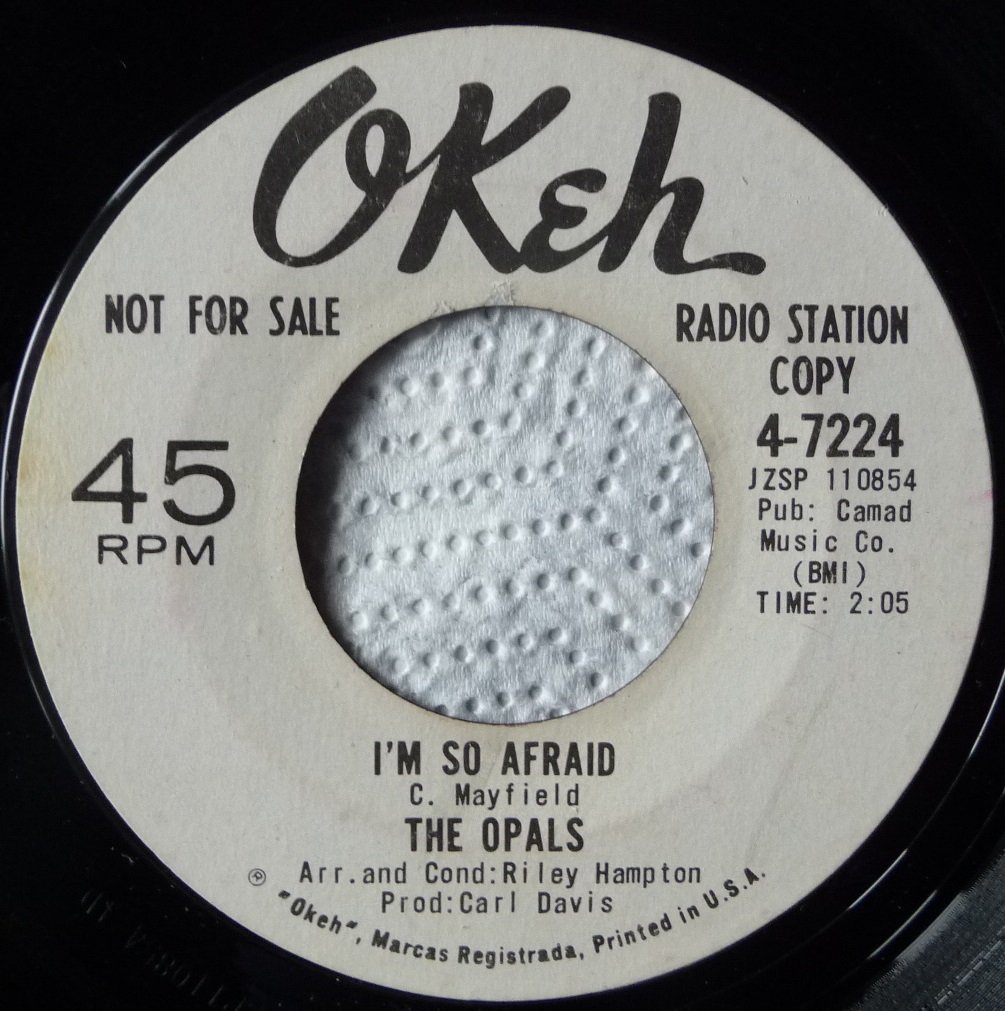 OKeh
NOT FOR SALE
RADIO STATION
COPY
4-7224
JZSP 110854
Pub: Camad
Music Co.
(BMI)
TIME: 2:05
45
RPM
I'M SO AFRAID
C. Mayfield
THE OPALS
Arr.and Cond:Riley Hampton
Prod:Carl Davis
℗ "Okeh", Marcas Registrada, Printed in U.S.A.